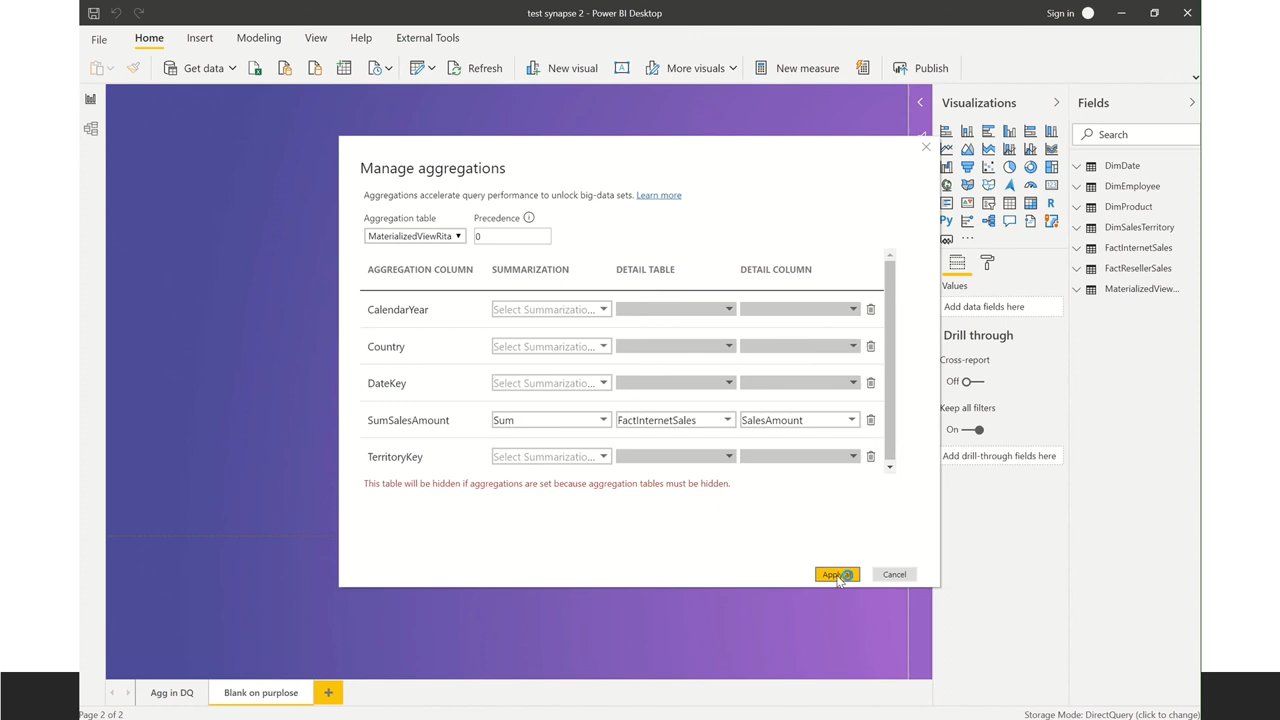 test synapse 2 - Power BI Desktop
Sign in
File Home Insert Modeling View Help External Tools
Get data Refresh New visual More visuals New measure Publish
Manage aggregations
Aggregations accelerate query performance to unlock big-data sets. Learn more
Aggregation table Precedence
MaterializedViewRita 0
AGGREGATION COLUMN SUMMARIZATION DETAIL TABLE DETAIL COLUMN
CalendarYear Select Summarizatio...
Country Select Summarizatio...
DateKey Select Summarizatio...
SumSalesAmount Sum FactInternetSales SalesAmount
TerritoryKey Select Summarizatio...
This table will be hidden if aggregations are set because aggregation tables must be hidden.
Cancel
Visualizations
R
Py
Values
Add data fields here
Drill through
Cross-report
Off
Keep all filters
On
Add drill-through fields here
Fields
Search
DimDate
DimEmployee
DimProduct
DimSalesTerritory
FactInternetSales
FactResellerSales
MaterializedView...
Agg in DQ Blank on purplose
Page 2 of 2
Storage Mode: DirectQuery (click to change)